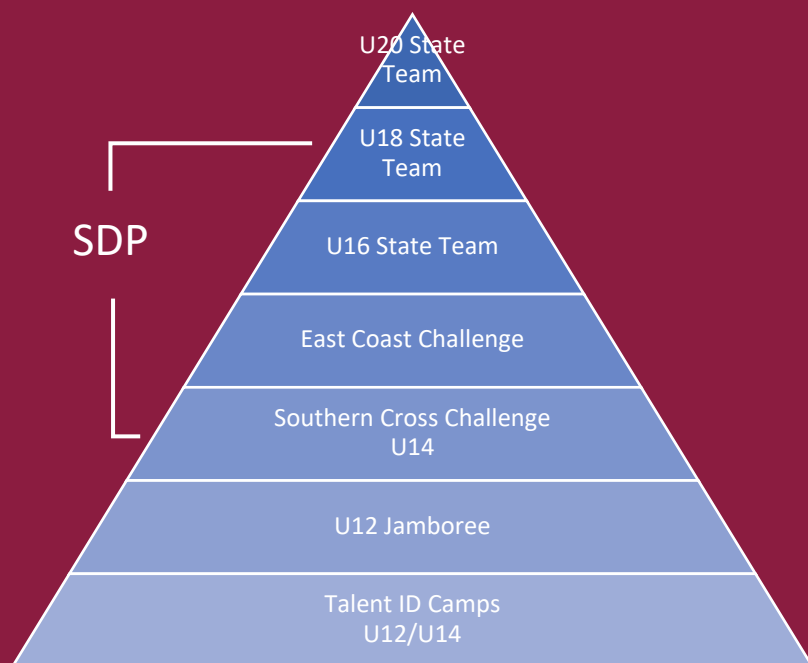 U20 State
Team
U18 State
Team
SDP
U16 State Team
East Coast Challenge
Southern Cross Challenge
U14
U12 Jamboree
Talent ID Camps
U12/U14